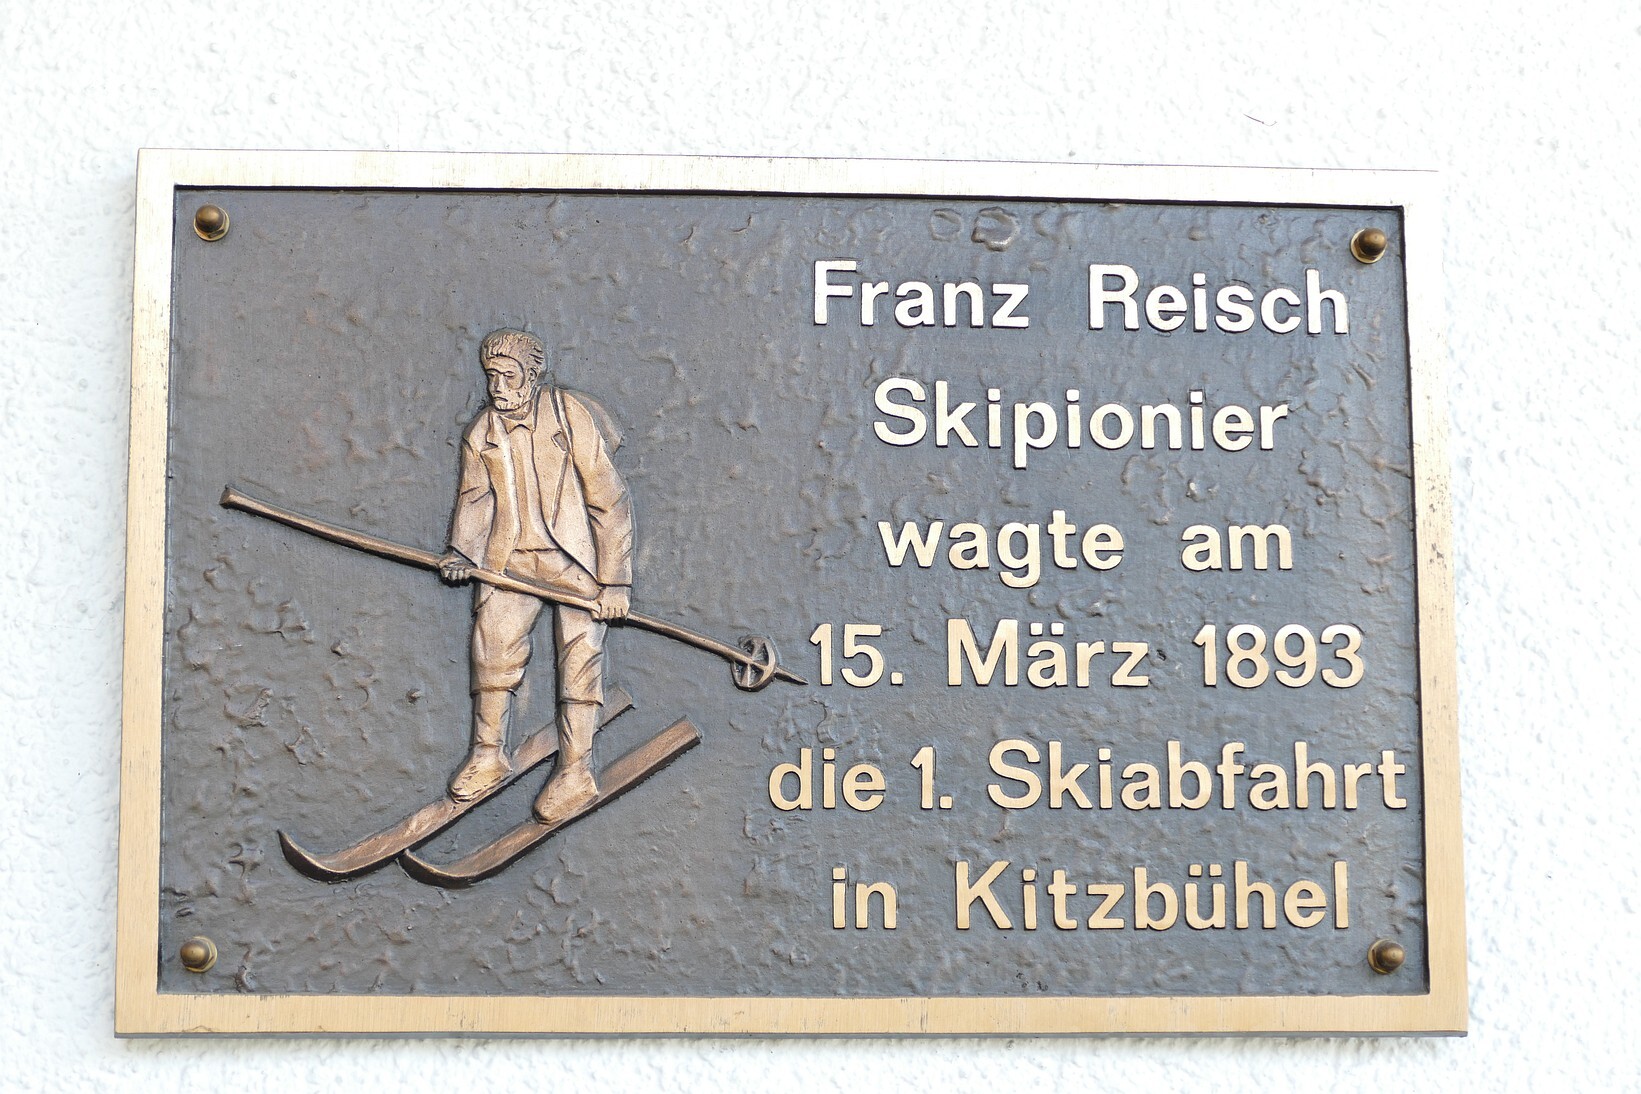 Franz Reisch
Skipionier
wagte am
15. März 1893
die 1. Skiabfahrt
in Kitzbühel